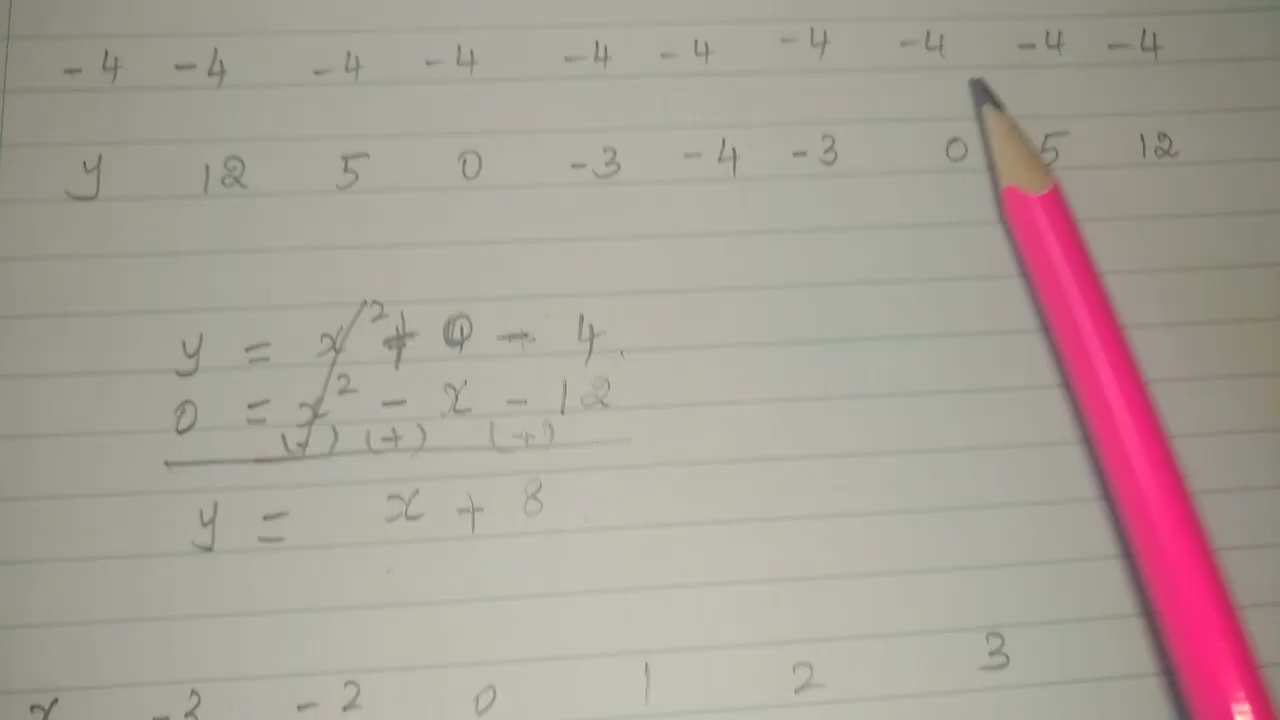 -4 -4 -4 -4 -4 -4 -4 -4 -4 -4
y 12 5 0 -3 -4 -3 0 5 12
y = x² + 0 - 4
0 = x² - x - 12
(-) (+) (+)
y = x + 8
x -3 -2 0 1 2 3